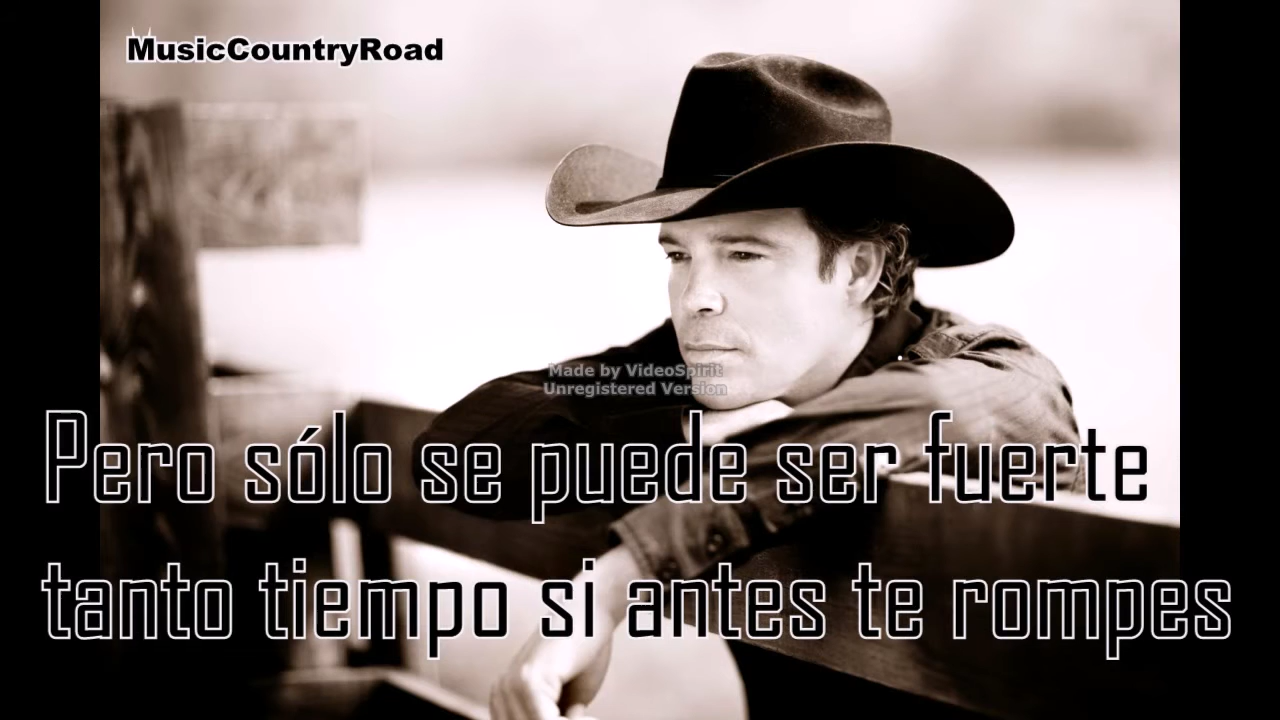 MusicCountryRoad
Made by VideoSpirit
Unregistered Version
Pero sólo se puede ser fuerte
tanto tiempo si antes te rompes